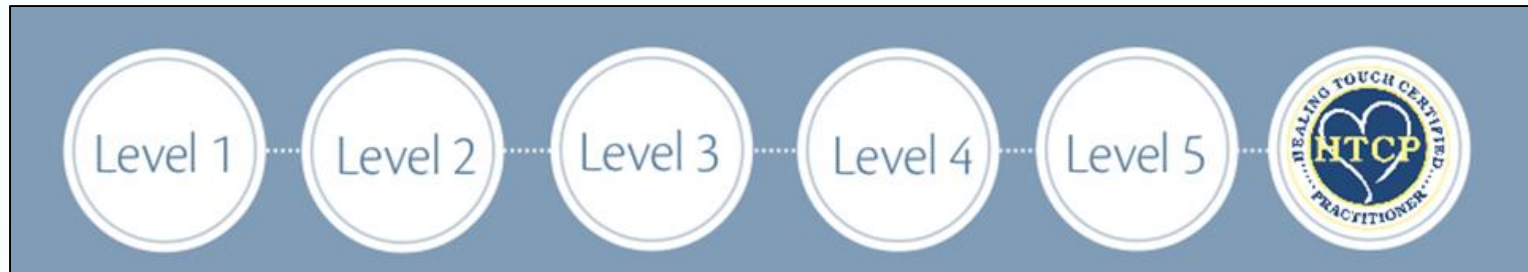 Level 1
Level 2
Level 3
Level 4
Level 5
HEALING TOUCH CERTIFIED
HTCP
PRACTITIONER